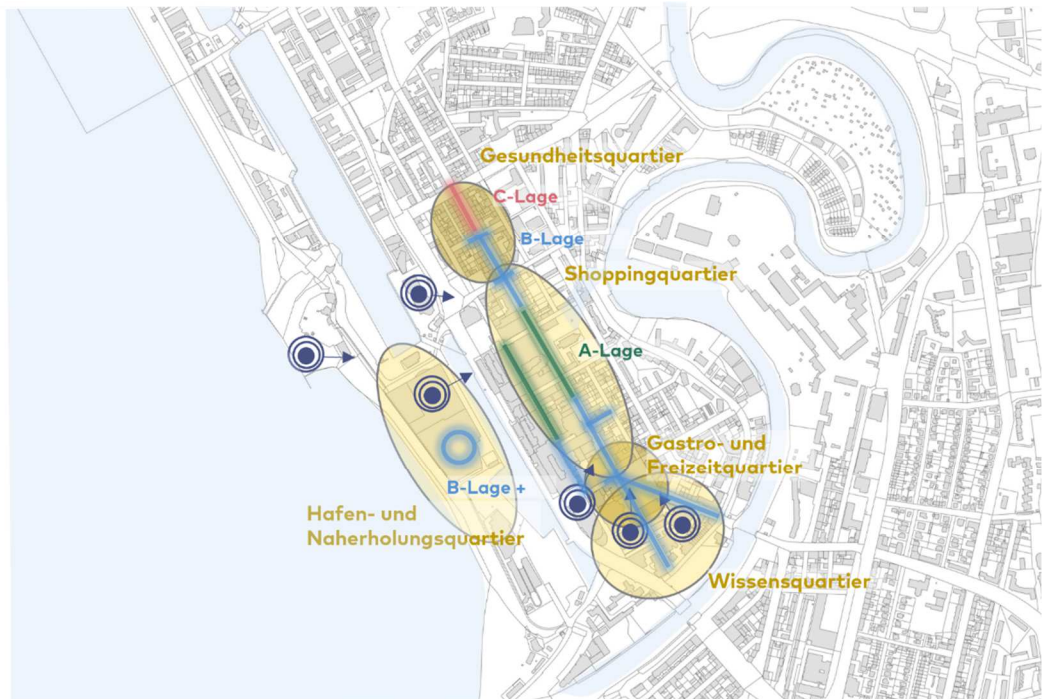 Gesundheitsquartier
C-Lage
B-Lage
Shoppingquartier
A-Lage
Gastro- und
Freizeitquartier
B-Lage +
Hafen- und
Naherholungsquartier
Wissensquartier